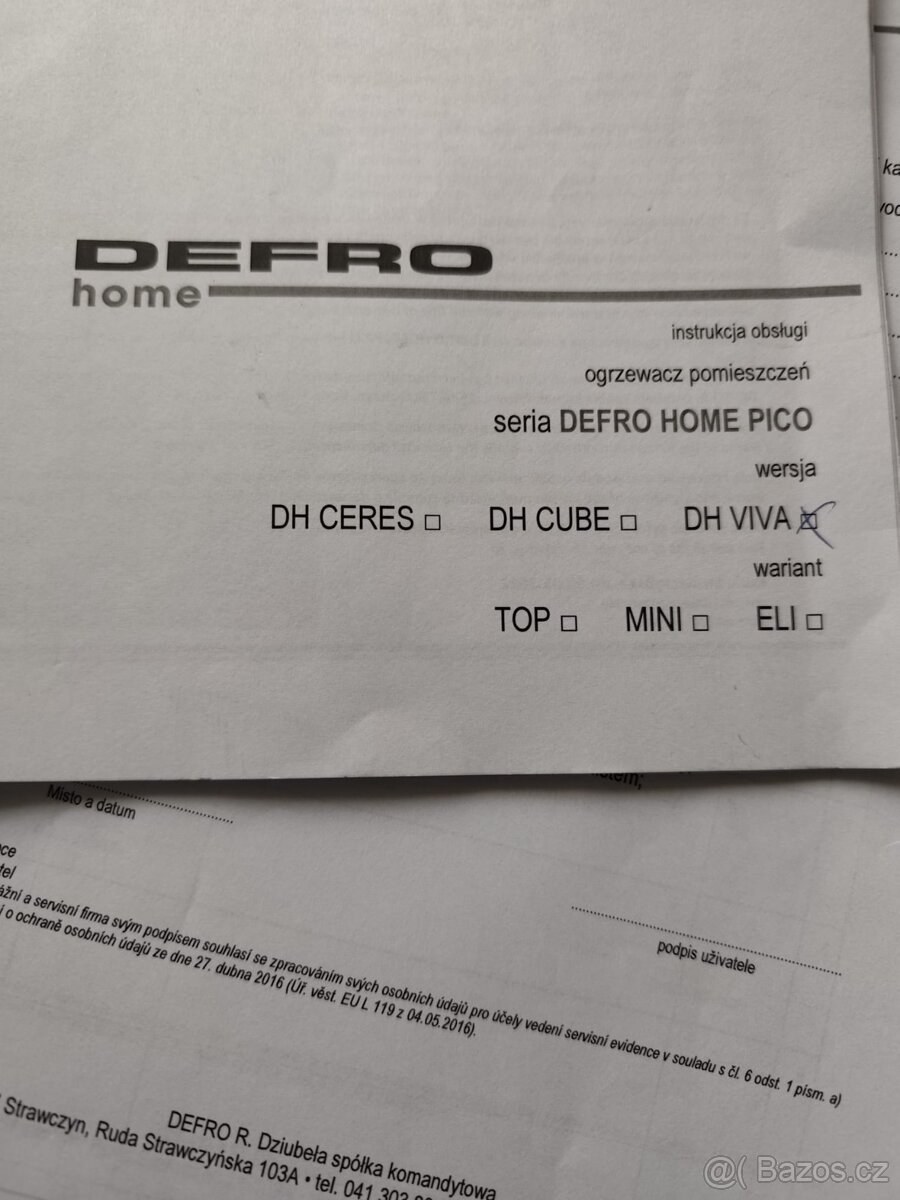 DEFRO
home
instrukcja obsługi
ogrzewacz pomieszczeń
seria DEFRO HOME PICO
wersja
DH CERES □ DH CUBE □ DH VIVA □
wariant
TOP □ MINI □ ELI □
Místo a datum
podpis uživatele
a servisní firma svým podpisem souhlasí se zpracováním svých osobních údajů pro účely vedení servisní evidence v souladu s čl. 6 odst. 1 písm. a)
o ochraně osobních údajů ze dne 27. dubna 2016 (Úř. věst. EU L 119 z 04.05.2016).
DEFRO R. Dziubeła spółka komandytowa
Strawczyn, Ruda Strawczyńska 103A • tel. 041 303
@( Bazos.cz